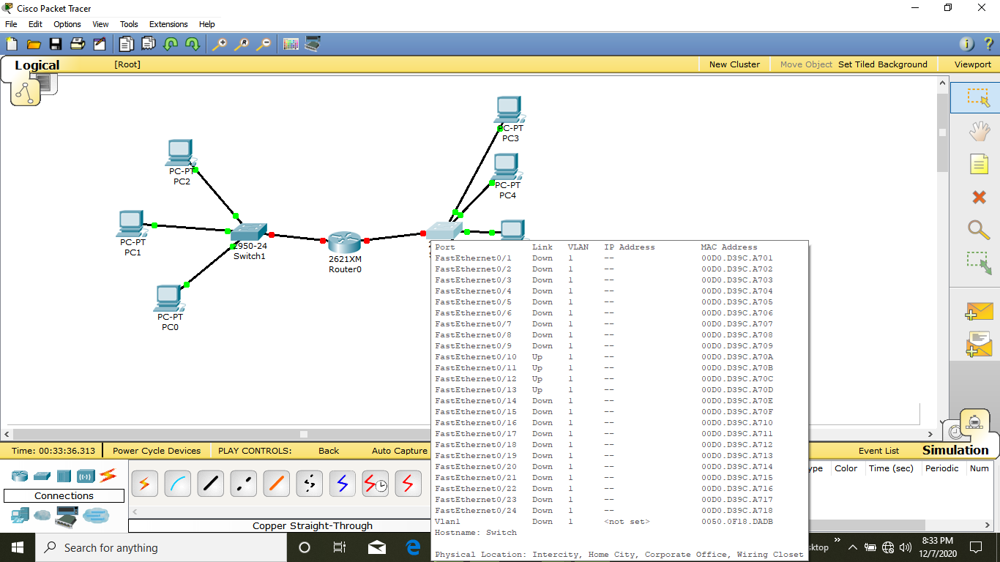 Cisco Packet Tracer
File Edit Options View Tools Extensions Help
Logical [Root] New Cluster Move Object Set Tiled Background Viewport
PC-PT
PC3
PC-PT
PC2
PC-PT
PC4
PC-PT
PC1
2950-24
Switch1
2621XM
Router0
PC-PT
PC0
Port Link VLAN IP Address MAC Address
FastEthernet0/1 Down 1 -- 00D0.D39C.A701
FastEthernet0/2 Down 1 -- 00D0.D39C.A702
FastEthernet0/3 Down 1 -- 00D0.D39C.A703
FastEthernet0/4 Down 1 -- 00D0.D39C.A704
FastEthernet0/5 Down 1 -- 00D0.D39C.A705
FastEthernet0/6 Down 1 -- 00D0.D39C.A706
FastEthernet0/7 Down 1 -- 00D0.D39C.A707
FastEthernet0/8 Down 1 -- 00D0.D39C.A708
FastEthernet0/9 Down 1 -- 00D0.D39C.A709
FastEthernet0/10 Up 1 -- 00D0.D39C.A70A
FastEthernet0/11 Up 1 -- 00D0.D39C.A70B
FastEthernet0/12 Up 1 -- 00D0.D39C.A70C
FastEthernet0/13 Up 1 -- 00D0.D39C.A70D
FastEthernet0/14 Down 1 -- 00D0.D39C.A70E
FastEthernet0/15 Down 1 -- 00D0.D39C.A70F
FastEthernet0/16 Down 1 -- 00D0.D39C.A710
FastEthernet0/17 Down 1 -- 00D0.D39C.A711
FastEthernet0/18 Down 1 -- 00D0.D39C.A712
FastEthernet0/19 Down 1 -- 00D0.D39C.A713
FastEthernet0/20 Down 1 -- 00D0.D39C.A714
FastEthernet0/21 Down 1 -- 00D0.D39C.A715
FastEthernet0/22 Down 1 -- 00D0.D39C.A716
FastEthernet0/23 Down 1 -- 00D0.D39C.A717
FastEthernet0/24 Down 1 -- 00D0.D39C.A718
Vlan1 Down 1 <not set> 0050.0F18.DADB
Hostname: Switch
Physical Location: Intercity, Home City, Corporate Office, Wiring Closet
Time: 00:33:36.313 Power Cycle Devices PLAY CONTROLS: Back Auto Capture
Event List Simulation
Color Time (sec) Periodic Num
Connections
Copper Straight-Through
Search for anything
8:33 PM
12/7/2020